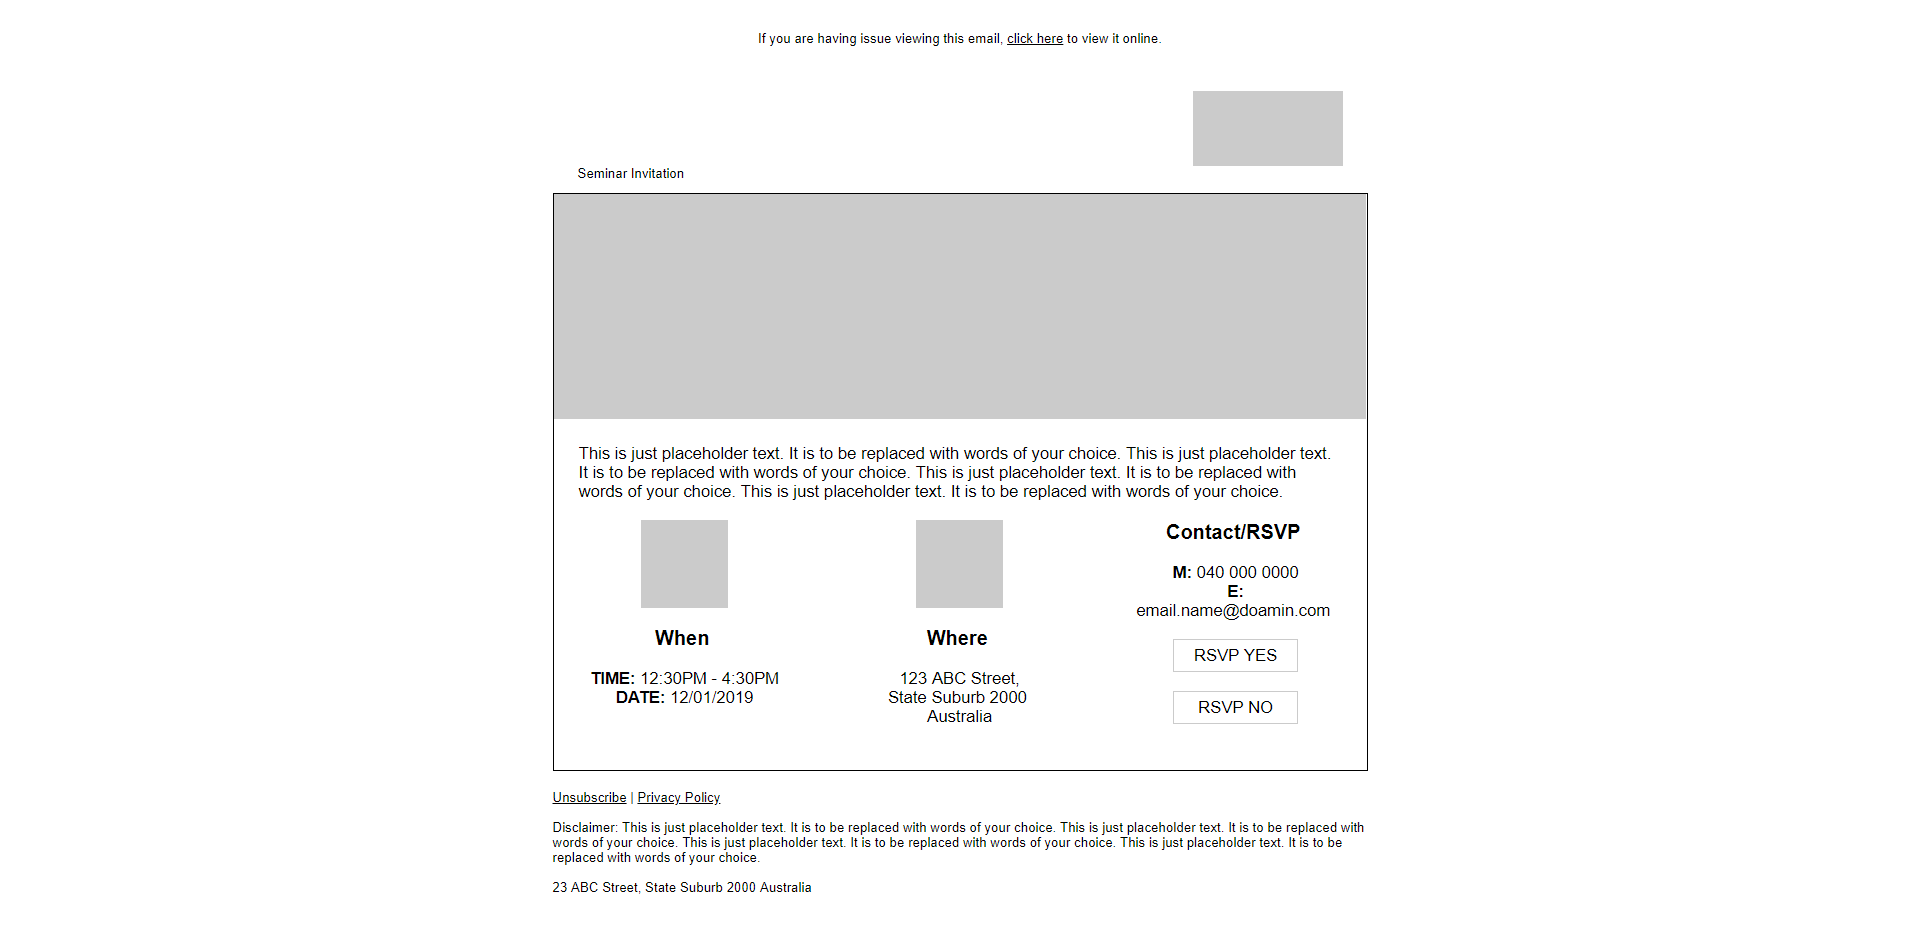 If you are having issue viewing this email, click here to view it online.
Seminar Invitation
This is just placeholder text. It is to be replaced with words of your choice. This is just placeholder text.
It is to be replaced with words of your choice. This is just placeholder text. It is to be replaced with
words of your choice. This is just placeholder text. It is to be replaced with words of your choice.
When
TIME: 12:30PM - 4:30PM
DATE: 12/01/2019
Where
123 ABC Street,
State Suburb 2000
Australia
Contact/RSVP
M: 040 000 0000
E:
email.name@doamin.com
RSVP YES
RSVP NO
Unsubscribe | Privacy Policy
Disclaimer: This is just placeholder text. It is to be replaced with words of your choice. This is just placeholder text. It is to be replaced with
words of your choice. This is just placeholder text. It is to be replaced with words of your choice. This is just placeholder text. It is to be
replaced with words of your choice.
23 ABC Street, State Suburb 2000 Australia